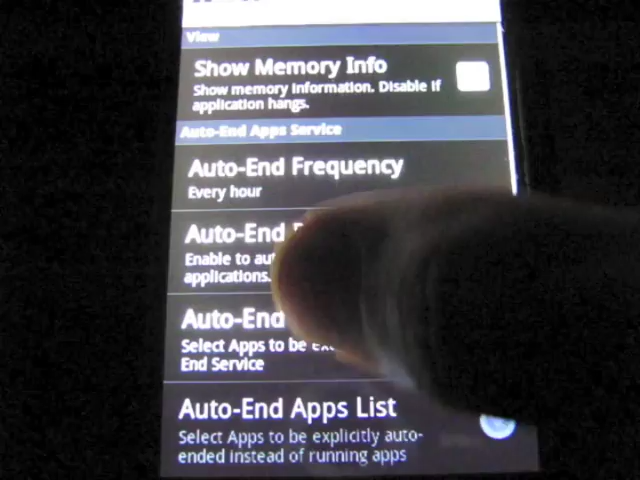 View
Show Memory Info
Show memory information. Disable if
application hangs.
Auto-End Apps Service
Auto-End Frequency
Every hour
Auto-End
Enable to
applications.
Auto-End
Select Apps to be
End Service
Auto-End Apps List
Select Apps to be explicitly auto-
ended instead of running apps